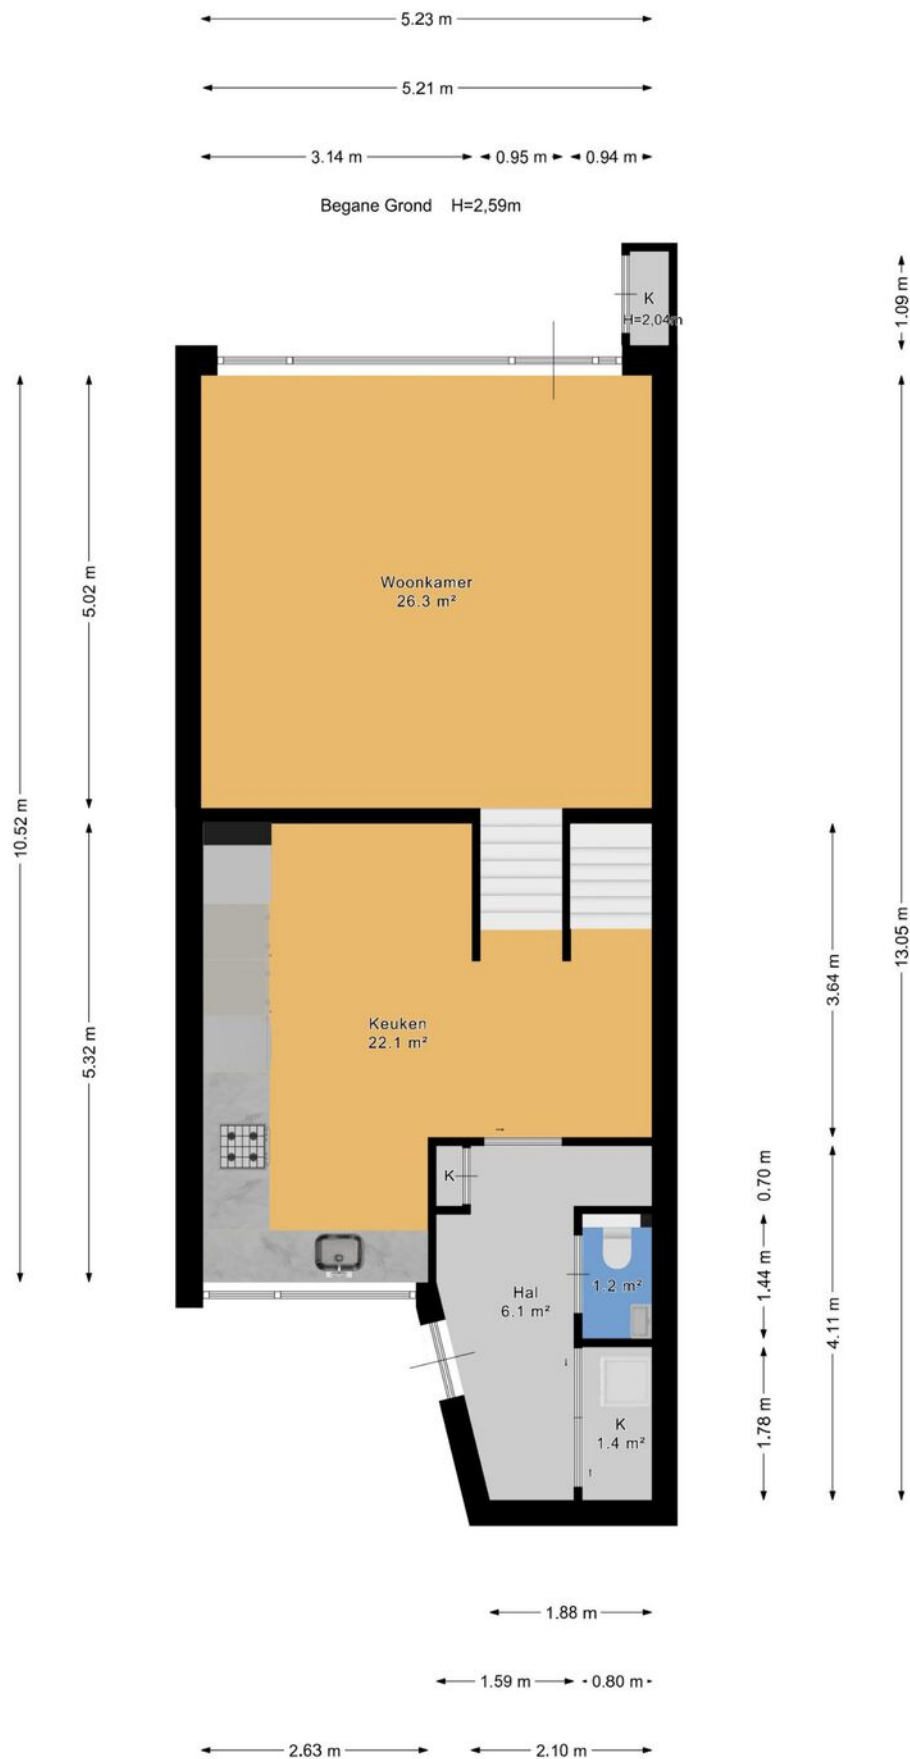 5.23 m
5.21 m
3.14 m 0.95 m 0.94 m
Begane Grond H=2,59m
K
H=2,04m
1.09 m
Woonkamer
26.3 m²
5.02 m
10.52 m
13.05 m
3.64 m
Keuken
22.1 m²
5.32 m
K
0.70 m
1.44 m
1.2 m²
Hal
6.1 m²
4.11 m
1.78 m
K
1.4 m²
1.88 m
1.59 m 0.80 m
2.63 m 2.10 m